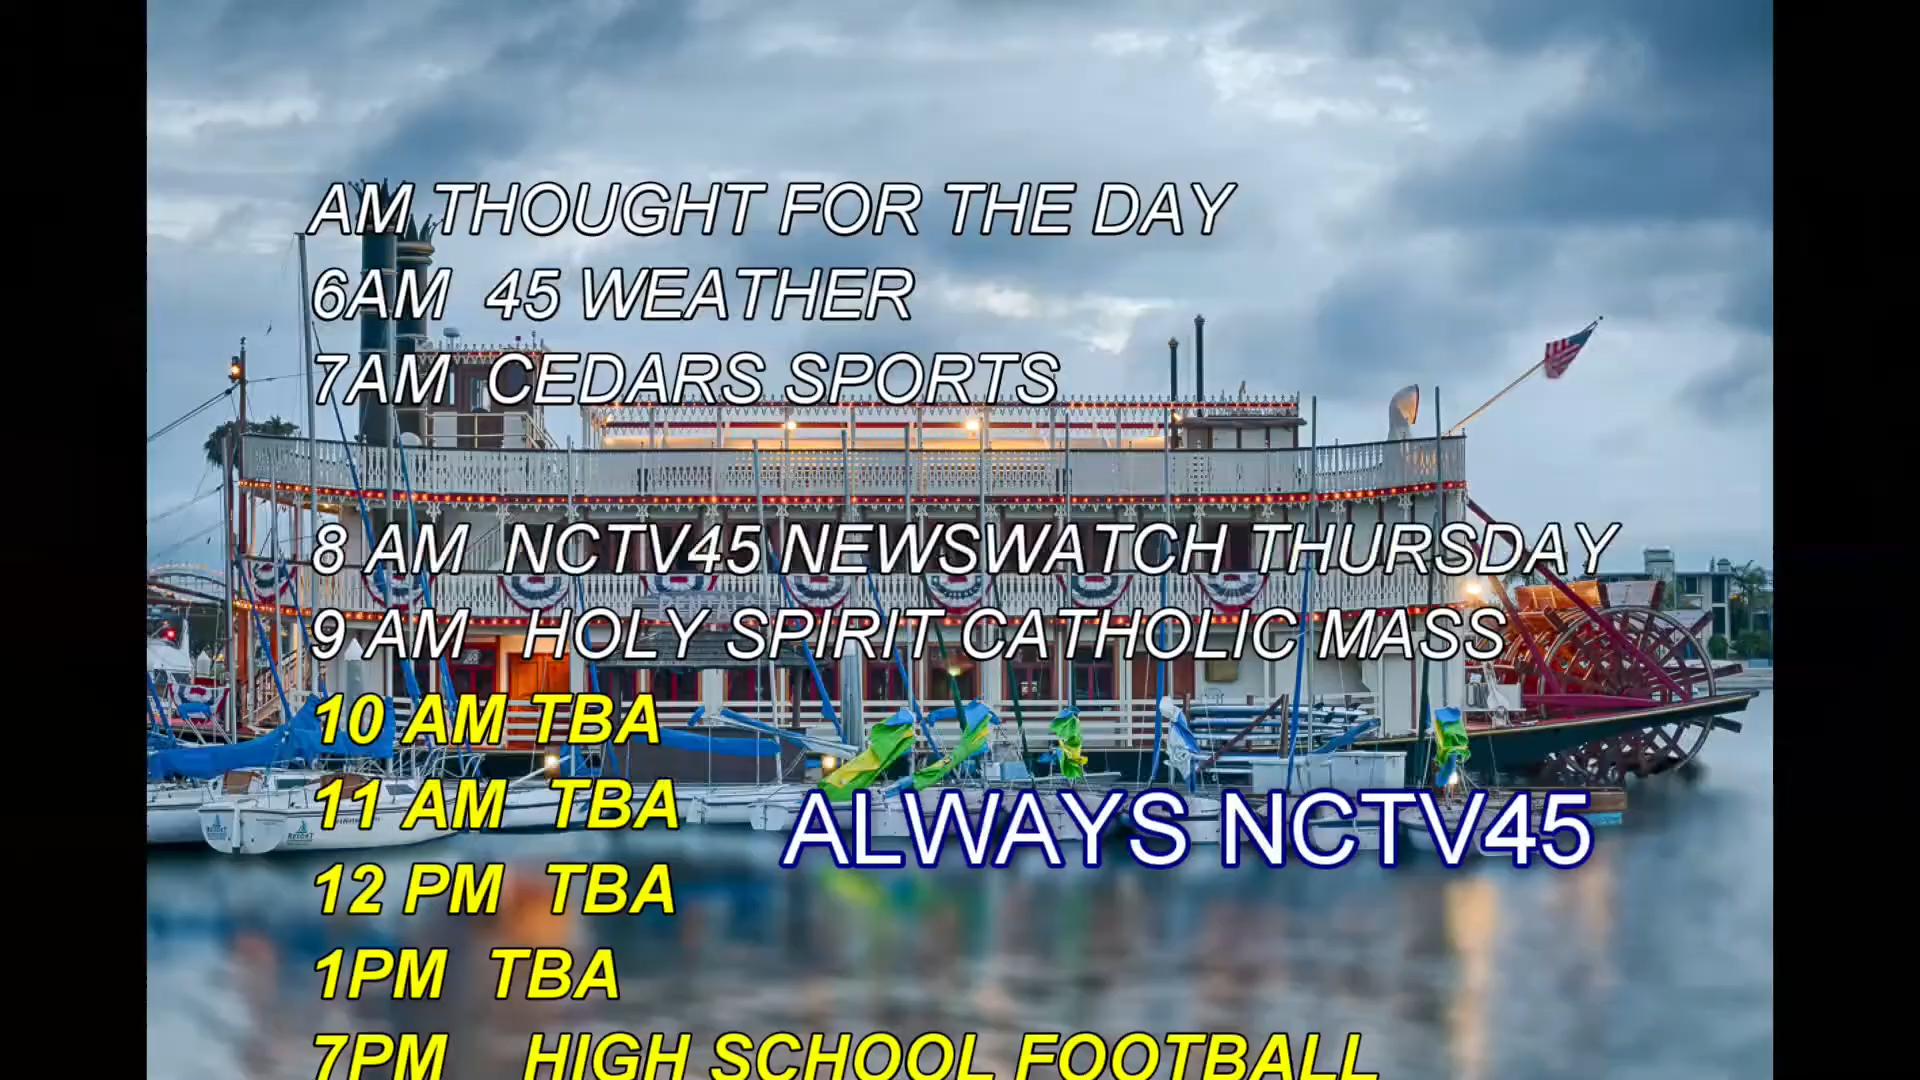 AM THOUGHT FOR THE DAY
6AM 45 WEATHER
7AM CEDARS SPORTS
8 AM NCTV45 NEWSWATCH THURSDAY
9 AM HOLY SPIRIT CATHOLIC MASS
10 AM TBA
11 AM TBA
ALWAYS NCTV45
12 PM TBA
1PM TBA
7PM HIGH SCHOOL FOOTBALL